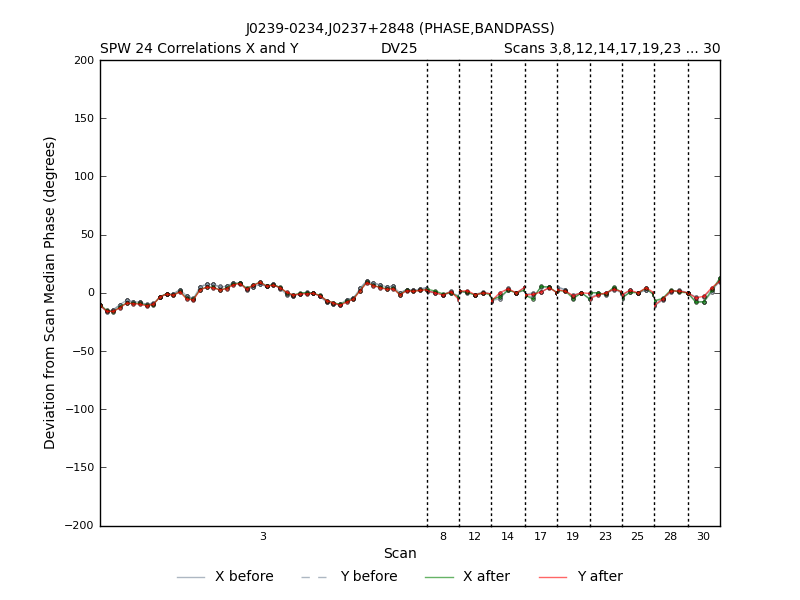 J0239-0234,J0237+2848 (PHASE,BANDPASS)
SPW 24 Correlations X and Y DV25 Scans 3,8,12,14,17,19,23 ... 30
200
150
100
50
0
−50
−100
−150
−200
Deviation from Scan Median Phase (degrees)
3 8 12 14 17 19 23 25 28 30
Scan
X before Y before X after Y after